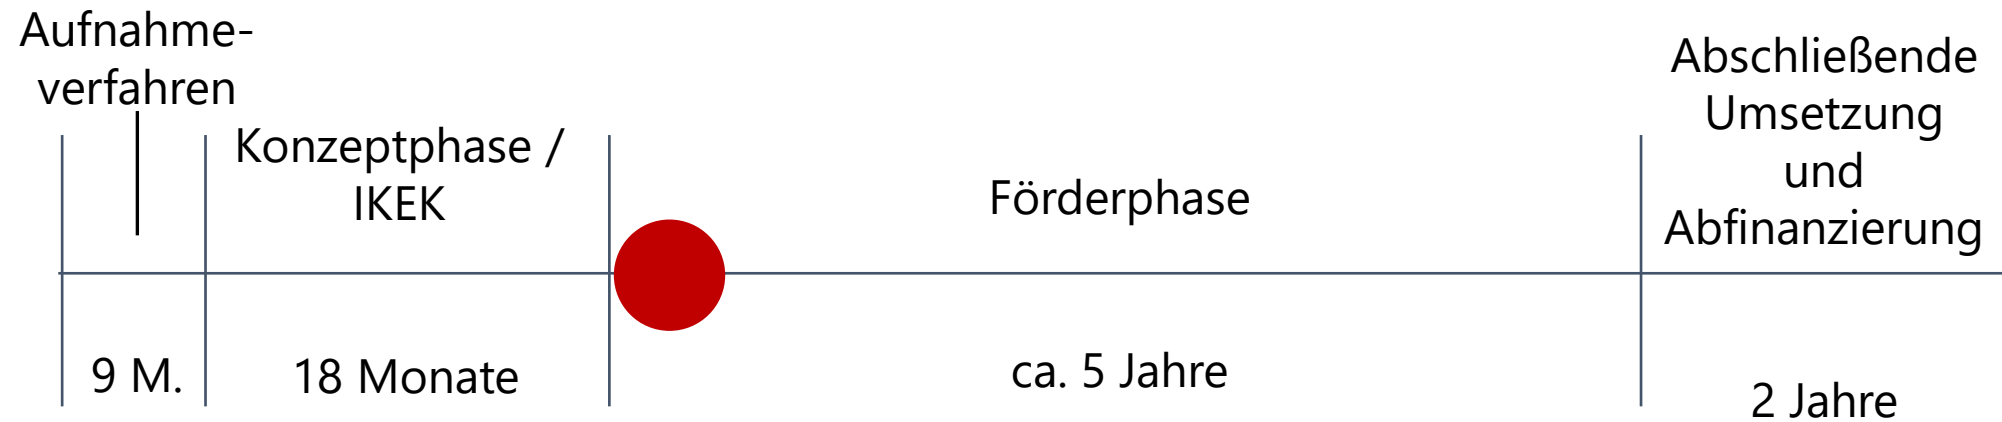 Aufnahme-
verfahren
Konzeptphase /
IKEK
Förderphase
Abschließende
Umsetzung
und
Abfinanzierung
9 M.
18 Monate
ca. 5 Jahre
2 Jahre